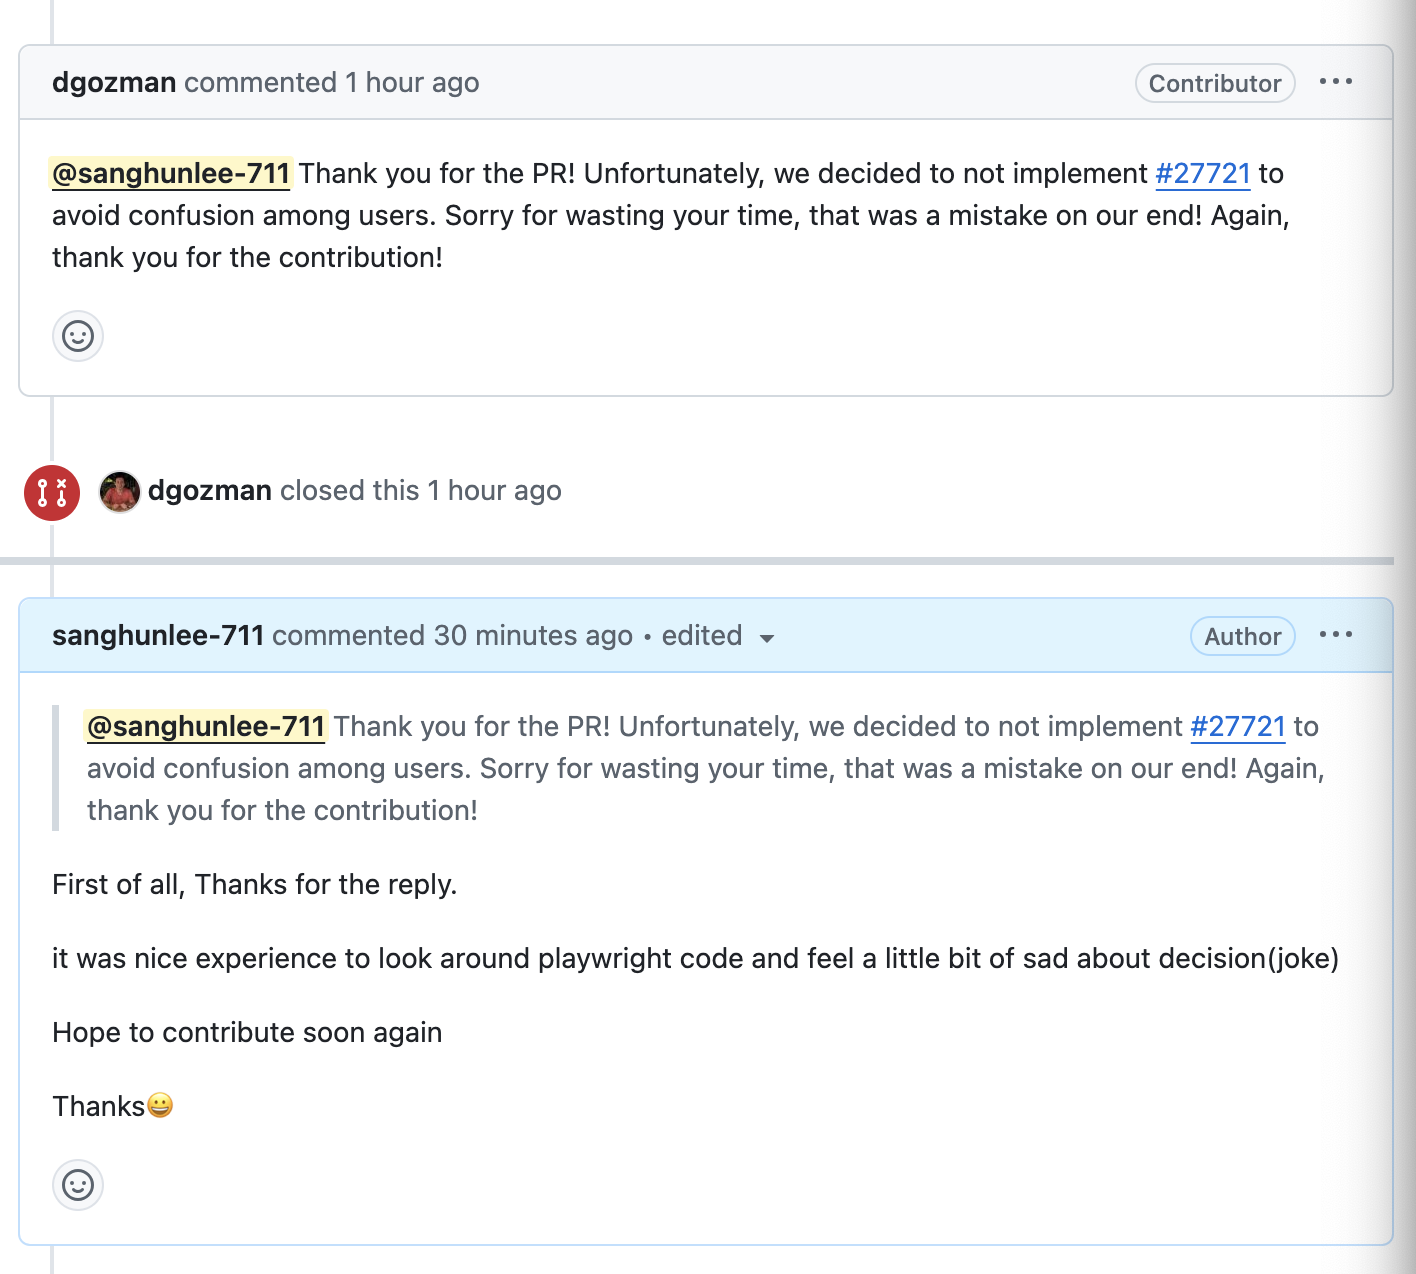 dgozman commented 1 hour ago
Contributor
@sanghunlee-711 Thank you for the PR! Unfortunately, we decided to not implement #27721 to
avoid confusion among users. Sorry for wasting your time, that was a mistake on our end! Again,
thank you for the contribution!
dgozman closed this 1 hour ago
sanghunlee-711 commented 30 minutes ago • edited
Author
@sanghunlee-711 Thank you for the PR! Unfortunately, we decided to not implement #27721 to
avoid confusion among users. Sorry for wasting your time, that was a mistake on our end! Again,
thank you for the contribution!
First of all, Thanks for the reply.
it was nice experience to look around playwright code and feel a little bit of sad about decision(joke)
Hope to contribute soon again
Thanks😀